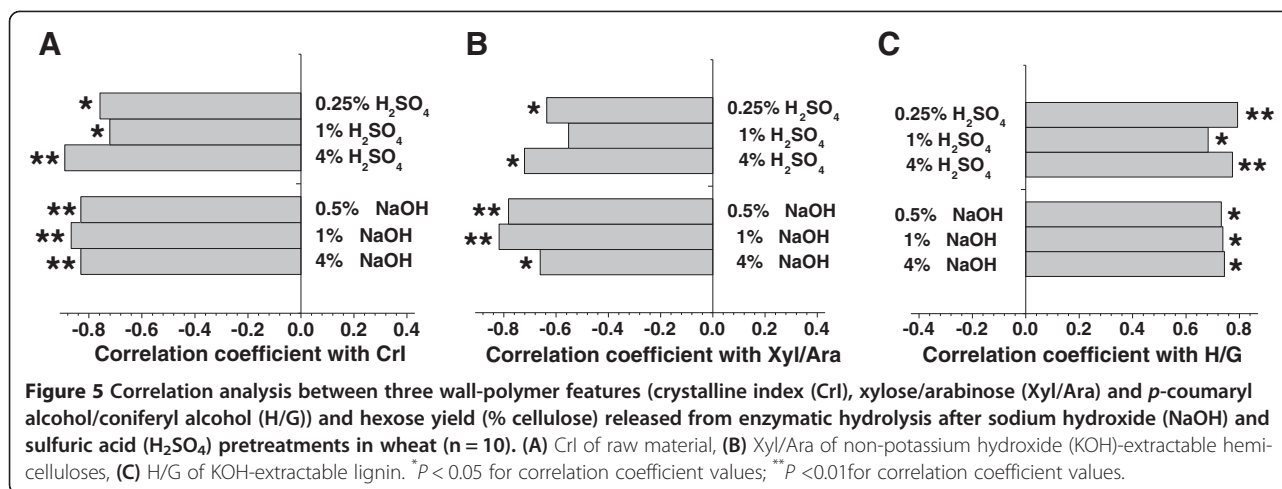 A
* 0.25% H₂SO₄
* 1% H₂SO₄
** 4% H₂SO₄
** 0.5% NaOH
** 1% NaOH
** 4% NaOH
-0.8 -0.6 -0.4 -0.2 0.0 0.2 0.4
Correlation coefficient with CrI
B
* 0.25% H₂SO₄
1% H₂SO₄
* 4% H₂SO₄
** 0.5% NaOH
** 1% NaOH
* 4% NaOH
-0.8 -0.6 -0.4 -0.2 0.0 0.2 0.4
Correlation coefficient with Xyl/Ara
C
0.25% H₂SO₄ **
1% H₂SO₄ *
4% H₂SO₄ **
0.5% NaOH *
1% NaOH *
4% NaOH *
-0.4 -0.2 0.0 0.2 0.4 0.6 0.8
Correlation coefficient with H/G
Figure 5 Correlation analysis between three wall-polymer features (crystalline index (CrI), xylose/arabinose (Xyl/Ara) and p-coumaryl
alcohol/coniferyl alcohol (H/G)) and hexose yield (% cellulose) released from enzymatic hydrolysis after sodium hydroxide (NaOH) and
sulfuric acid (H₂SO₄) pretreatments in wheat (n = 10). (A) CrI of raw material, (B) Xyl/Ara of non-potassium hydroxide (KOH)-extractable hemi-
celluloses, (C) H/G of KOH-extractable lignin. *P < 0.05 for correlation coefficient values; **P <0.01for correlation coefficient values.